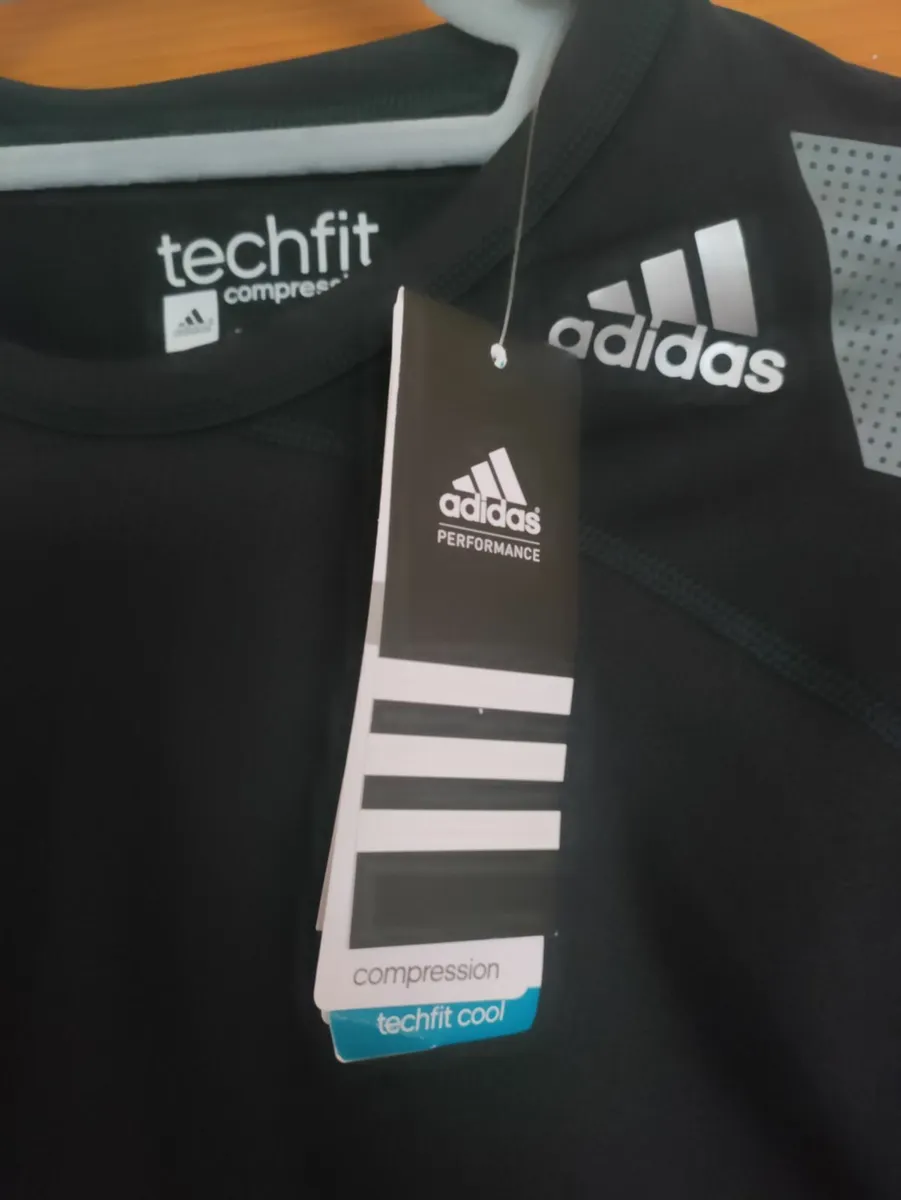 techfit
adidas
adidas®
PERFORMANCE
compression
techfit cool